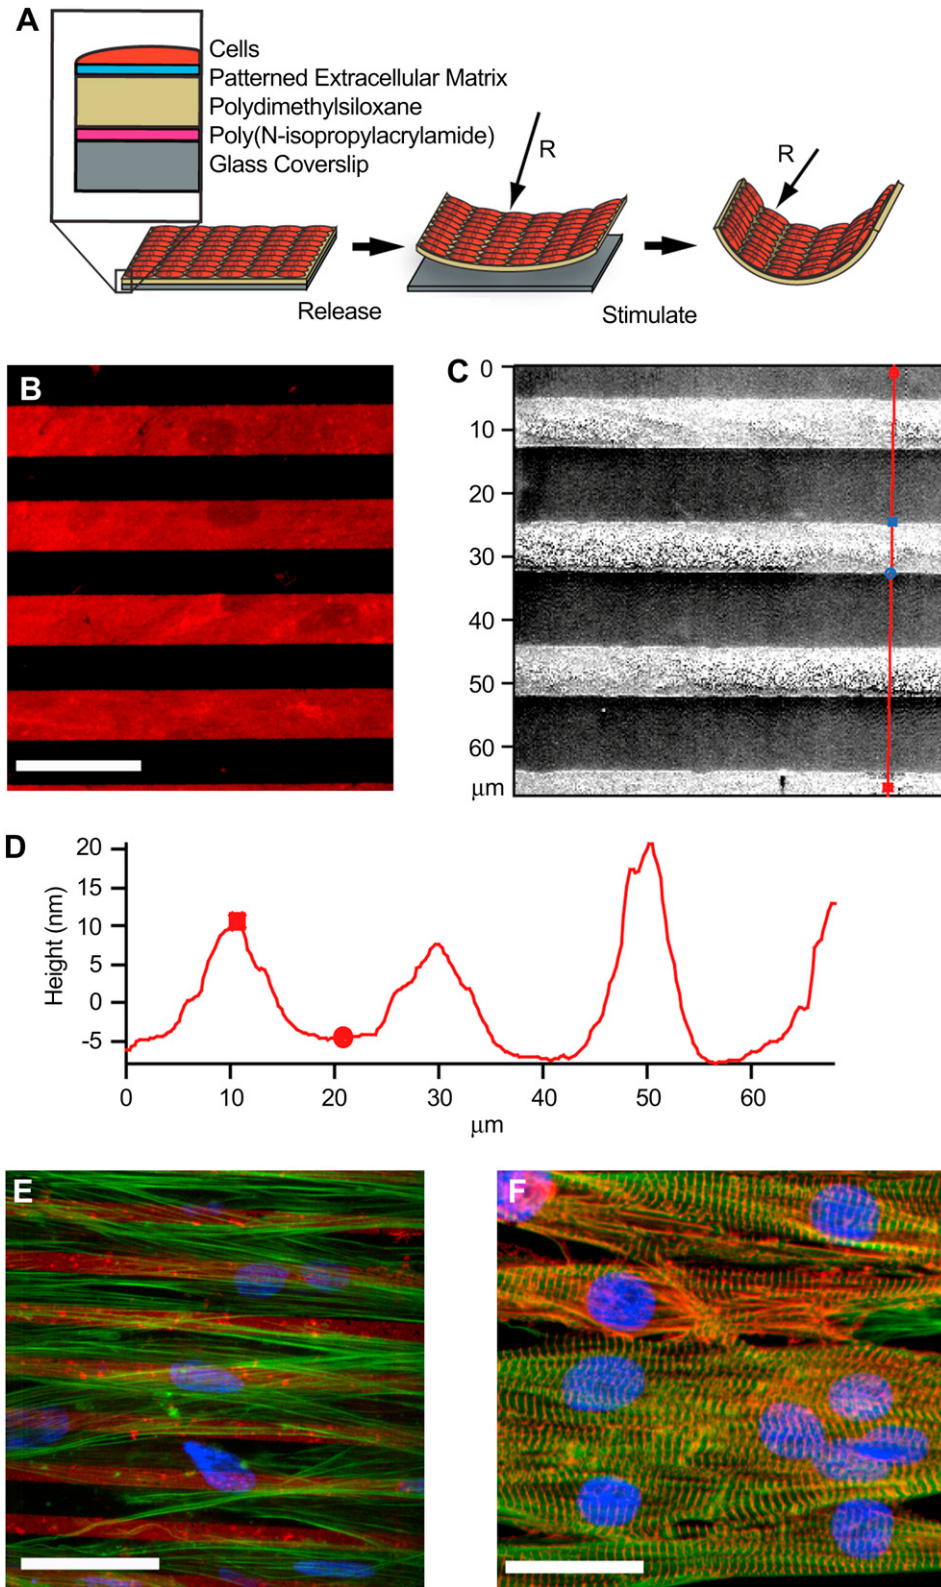 A
Cells
Patterned Extracellular Matrix
Polydimethylsiloxane
Poly(N-isopropylacrylamide)
Glass Coverslip
R
R
Release
Stimulate
B
C
0
10
20
30
40
50
60
μm
D
20
15
10
5
0
-5
Height (nm)
0
10
20
30
40
50
60
μm
E
F